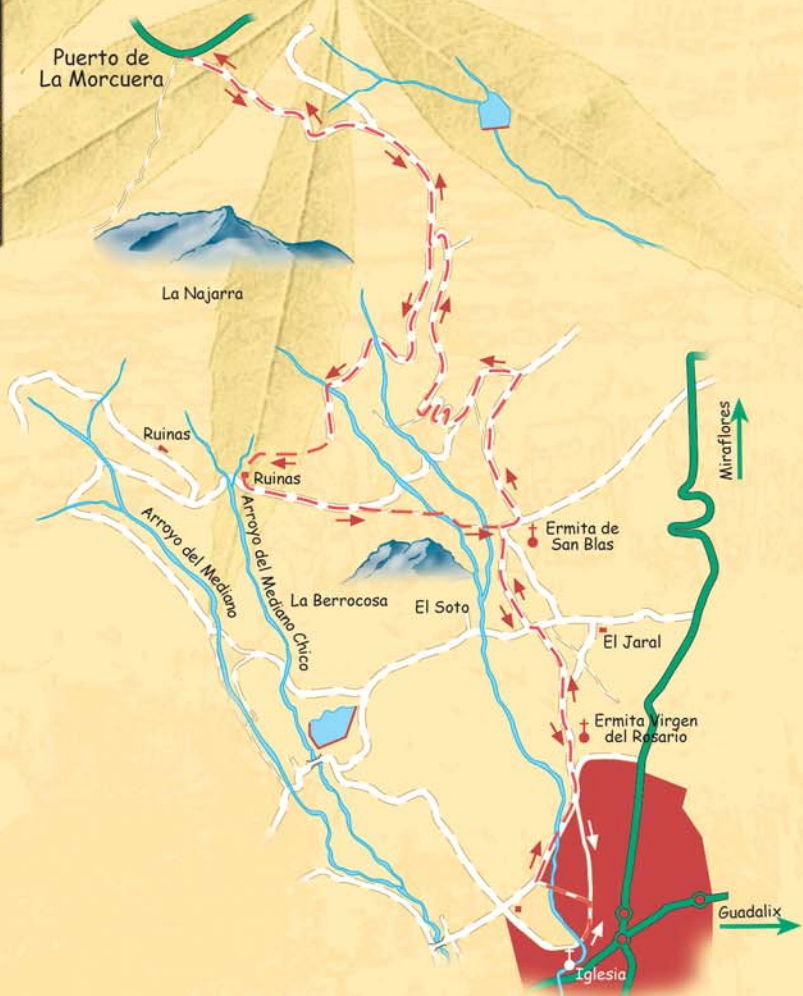 Puerto de
La Morcuera
La Najarra
Miraflores
Ruinas
Ruinas
Arroyo del Mediano
Arroyo del Mediano Chico
Ermita de
San Blas
La Berrocosa
El Soto
El Jaral
Ermita Virgen
del Rosario
Guadalix
Iglesia